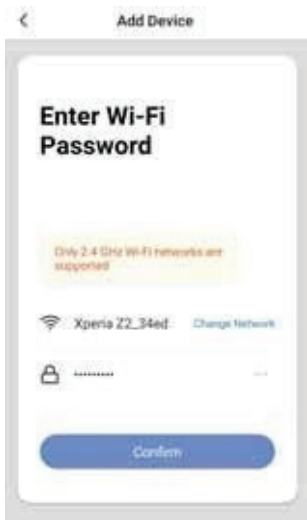 Add Device
Enter Wi-Fi
Password
Only 2.4 GHz Wi-Fi networks are
supported
Xperia Z2_34ed Change Network
Confirm